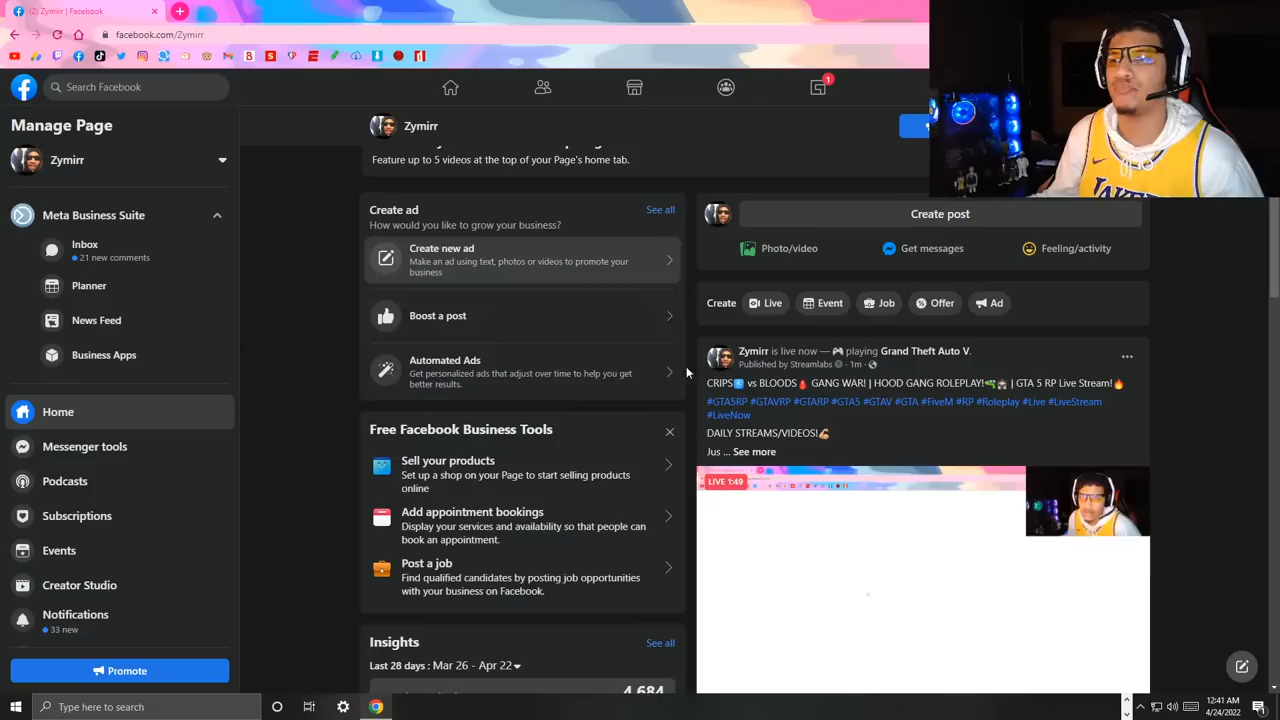 (2) Zymirr | Facebook
facebook.com/Zymirr
Search Facebook
1
Manage Page
Zymirr
Zymirr
Meta Business Suite
Inbox
21 new comments
Planner
News Feed
Business Apps
Home
Messenger tools
Podcasts
Subscriptions
Events
Creator Studio
Notifications
33 new
Promote
Feature up to 5 videos at the top of your Page's home tab.
Create ad
See all
How would you like to grow your business?
Create new ad
Make an ad using text, photos or videos to promote your
business
Boost a post
Automated Ads
Get personalized ads that adjust over time to help you get
better results.
Free Facebook Business Tools
Sell your products
Set up a shop on your Page to start selling products
online
Add appointment bookings
Display your services and availability so that people can
book an appointment.
Post a job
Find qualified candidates by posting job opportunities
with your business on Facebook.
Insights
See all
Last 28 days : Mar 26 - Apr 22
4,684
Create post
Photo/video
Get messages
Feeling/activity
Create
Live
Event
Job
Offer
Ad
Zymirr is live now — 🎮 playing Grand Theft Auto V.
Published by Streamlabs · 1m ·
CRIPS vs BLOODS GANG WAR! | HOOD GANG ROLEPLAY! | GTA 5 RP Live Stream!🔥
#GTA5RP #GTAVRP #GTARP #GTA5 #GTAV #GTA #FiveM #RP #Roleplay #Live #LiveStream
#LiveNow
DAILY STREAMS/VIDEOS!💪
Jus ... See more
LIVE 1:49
Type here to search
12:41 AM
4/24/2022